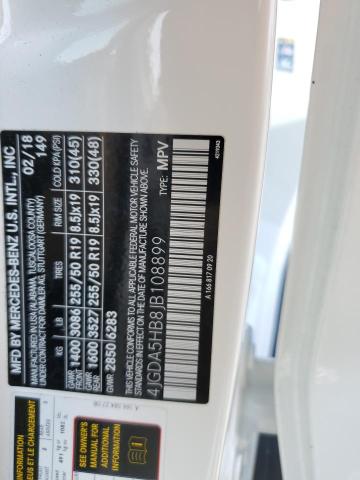 MFD BY MERCEDES-BENZ U.S. INTL., INC
MANUFACTURED IN USA (ALABAMA, TUSCALOOSA COUNTY) 02/18
UNDER LICENSE OF DAIMLER AG, STUTTGART (GERMANY) 149
KG LB TIRES RIM SIZE COLD KPA (PSI)
GAWR FRONT 1400 3086 255/50 R19 8.5Jx19 310(45)
GAWR REAR 1600 3527 255/50 R19 8.5Jx19 330(48)
GWR 2850 6283
THIS VEHICLE CONFORMS TO ALL APPLICABLE FEDERAL MOTOR VEHICLE SAFETY
STANDARDS IN EFFECT ON THE DATE OF MANUFACTURE SHOWN ABOVE.
4JGDA5HB8JB108899 TYPE: MPV
A 166 817 09 20
SEE OWNER'S
MANUAL FOR
ADDITIONAL
INFORMATION